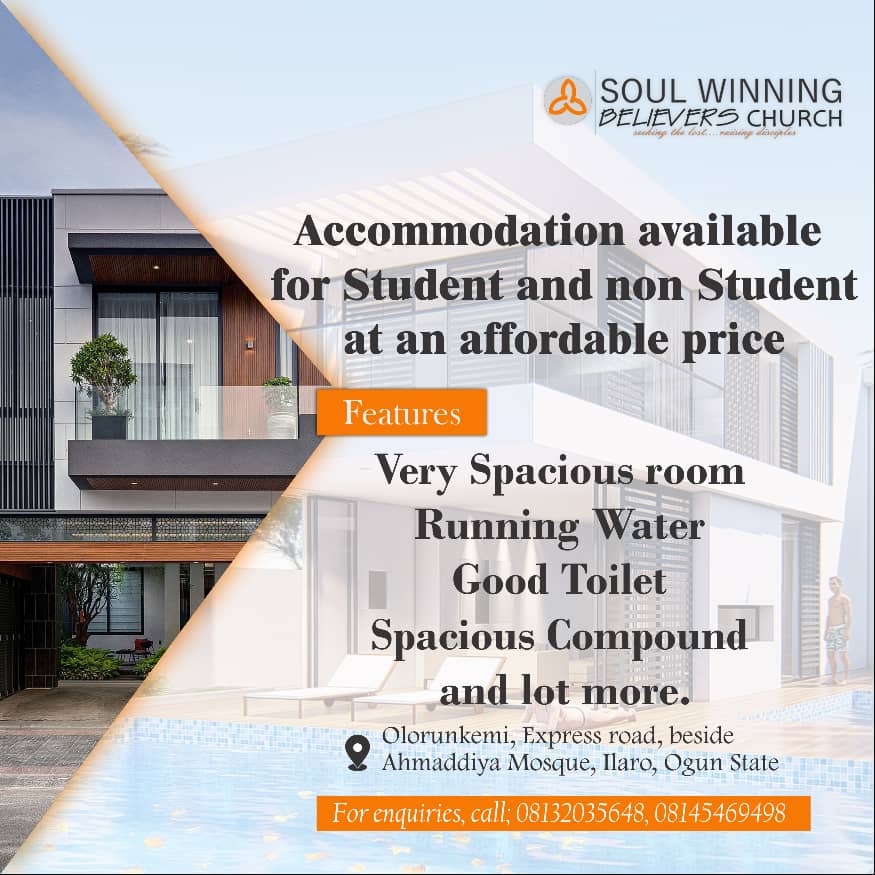 SOUL WINNING
BELIEVERS CHURCH
seeking the lost....raising disciples
Accommodation available
for Student and non Student
at an affordable price
Features
Very Spacious room
Running Water
Good Toilet
Spacious Compound
and lot more.
Olorunkemi, Express road, beside
Ahmaddiya Mosque, Ilaro, Ogun State
For enquiries, call; 08132035648, 08145469498